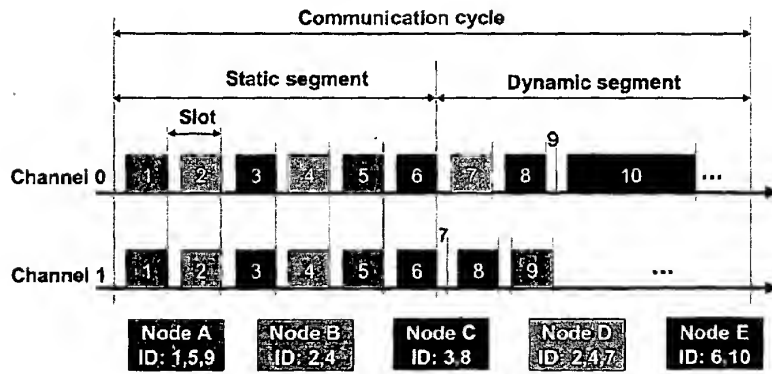 Communication cycle
Static segment
Dynamic segment
Slot
9
Channel 0
1 2 3 4 5 6 7 8 10 ...
7
Channel 1
1 2 3 4 5 6 8 9 ...
Node A
ID: 1,5,9
Node B
ID: 2,4
Node C
ID: 3,8
Node D
ID: 2,4,7
Node E
ID: 6,10